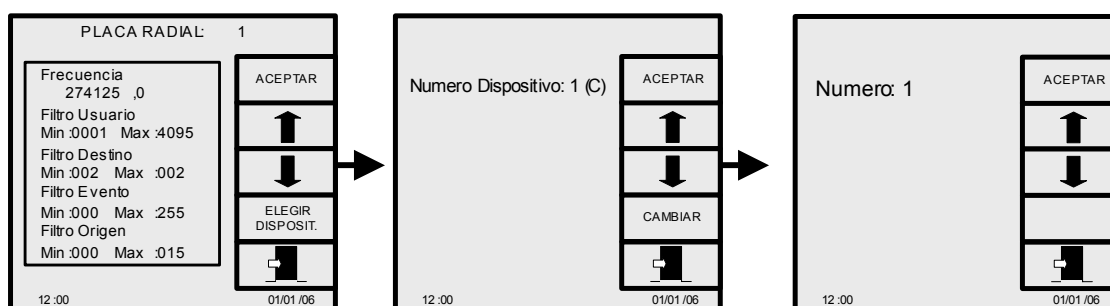 PLACA RADIAL: 1
Frecuencia
274125 ,0
Filtro Usuario
Min :0001 Max :4095
Filtro Destino
Min :002 Max :002
Filtro Evento
Min :000 Max :255
Filtro Origen
Min :000 Max :015
ACEPTAR
ELEGIR
DISPOSIT.
12 :00
01/01 /06
Numero Dispositivo: 1 (C)
ACEPTAR
CAMBIAR
12 :00
01/01 /06
Numero: 1
ACEPTAR
12 :00
01/01 /06